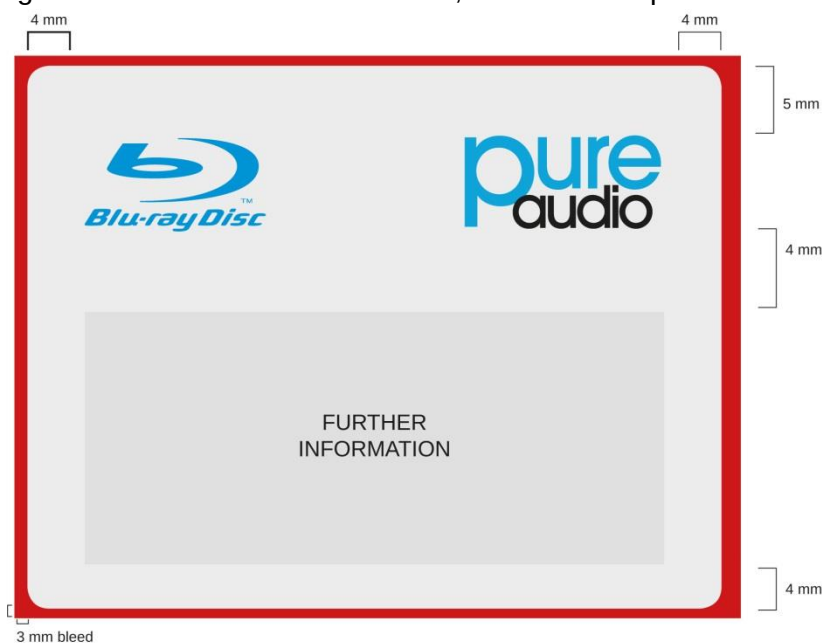 4 mm
4 mm
5 mm
Blu-ray Disc
TM
pure
audio
4 mm
FURTHER
INFORMATION
4 mm
3 mm bleed